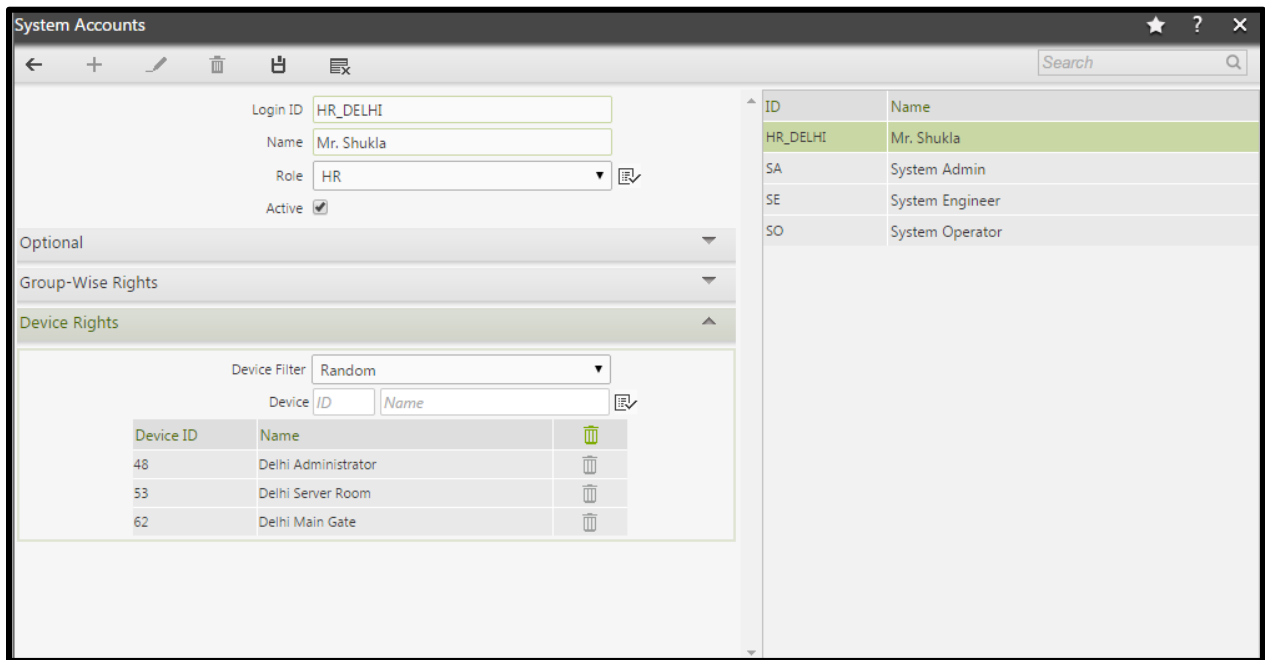 System Accounts ?
Search
Login ID HR_DELHI
Name Mr. Shukla
Role HR
Active
Optional
Group-Wise Rights
Device Rights
Device Filter Random
Device ID Name
Device ID Name
48 Delhi Administrator
53 Delhi Server Room
62 Delhi Main Gate
ID Name
HR_DELHI Mr. Shukla
SA System Admin
SE System Engineer
SO System Operator